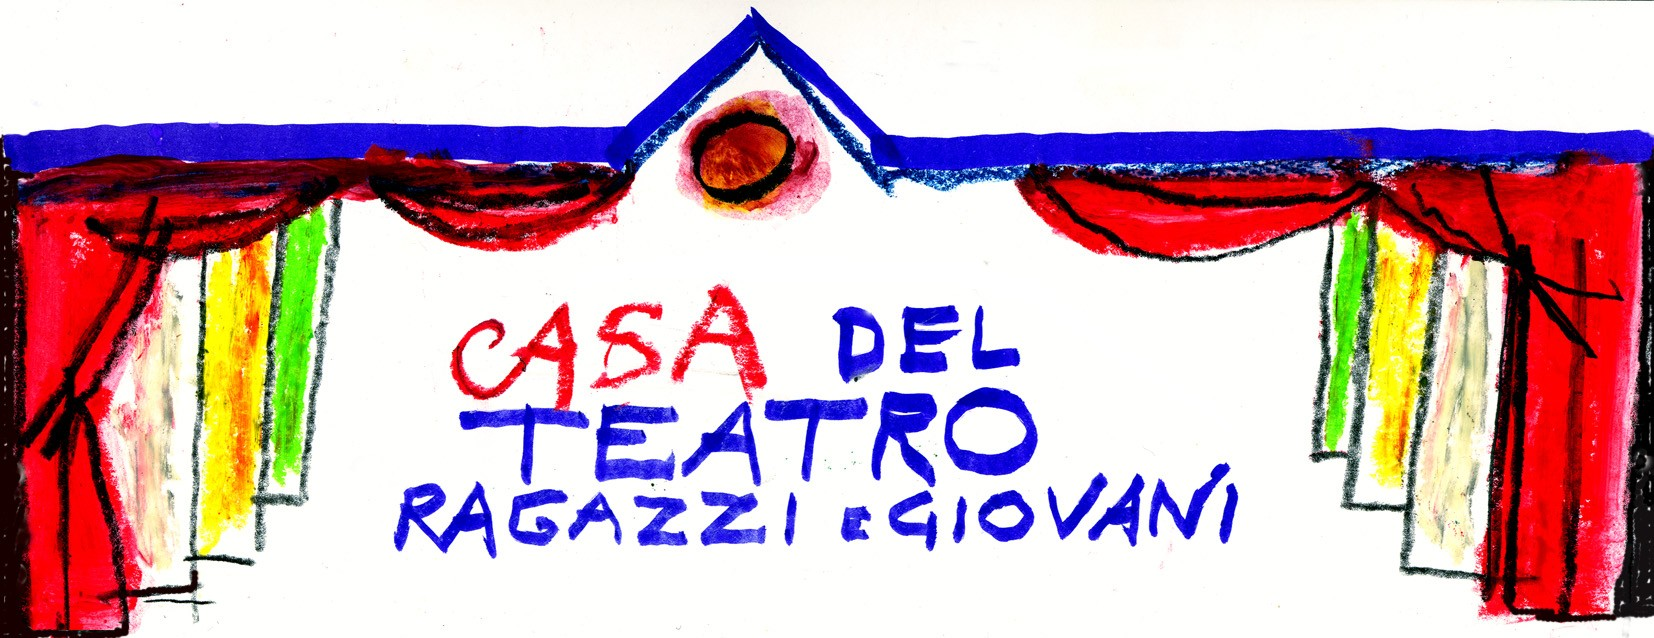 CASA DEL
TEATRO
RAGAZZI E GIOVANI